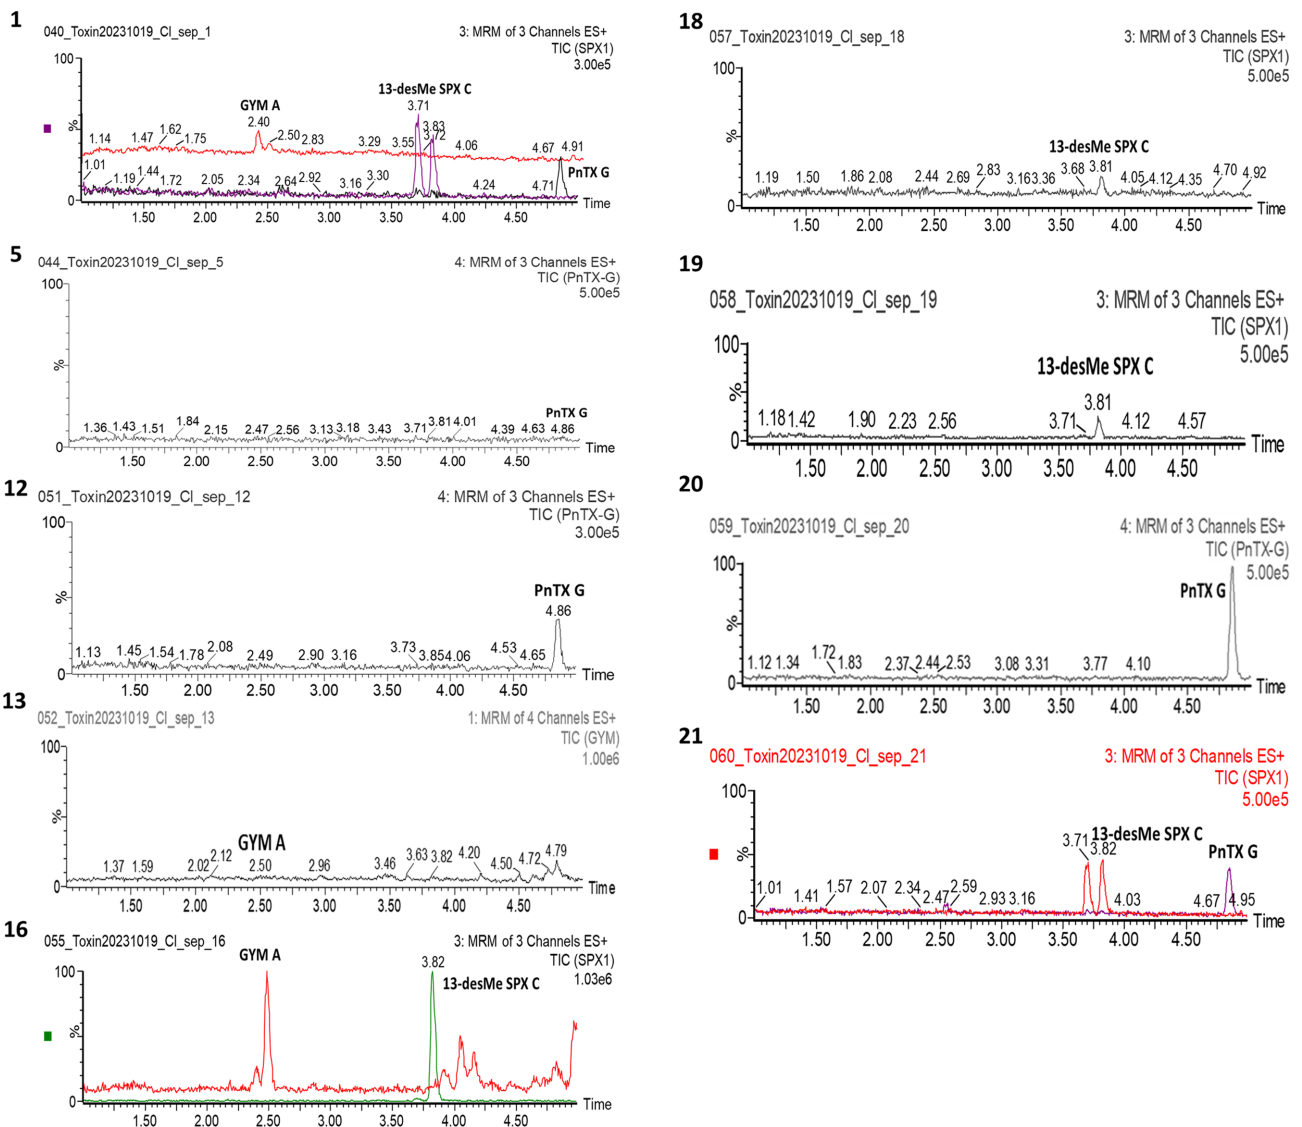 1
040_Toxin20231019_CI_sep_1
3: MRM of 3 Channels ES+
TIC (SPX1)
3.00e5
100
%
0
GYM A
13-desMe SPX C
PnTX G
1.14 1.47 1.62 1.75 2.40 2.50 2.83 3.29 3.55 3.71 3.83 3.72 4.06 4.67 4.91
1.01 1.19 1.44 1.72 2.05 2.34 2.64 2.92 3.16 3.30 4.24 4.71
1.50 2.00 2.50 3.00 3.50 4.00 4.50 Time
5
044_Toxin20231019_CI_sep_5
4: MRM of 3 Channels ES+
TIC (PnTX-G)
5.00e5
100
%
0
PnTX G
1.36 1.43 1.51 1.84 2.15 2.47 2.56 3.13 3.18 3.43 3.71 3.81 4.01 4.39 4.63 4.86
1.50 2.00 2.50 3.00 3.50 4.00 4.50 Time
12
051_Toxin20231019_CI_sep_12
4: MRM of 3 Channels ES+
TIC (PnTX-G)
3.00e5
100
%
0
PnTX G
4.86
1.13 1.45 1.54 1.78 2.08 2.49 2.90 3.16 3.73 3.85 4.06 4.53 4.65
1.50 2.00 2.50 3.00 3.50 4.00 4.50 Time
13
052_Toxin20231019_CI_sep_13
1: MRM of 4 Channels ES+
TIC (GYM)
1.00e6
100
%
0
GYM A
1.37 1.59 2.02 2.12 2.50 2.96 3.46 3.63 3.82 4.20 4.50 4.72 4.79
1.50 2.00 2.50 3.00 3.50 4.00 4.50 Time
16
055_Toxin20231019_CI_sep_16
3: MRM of 3 Channels ES+
TIC (SPX1)
1.03e6
100
%
0
GYM A
3.82
13-desMe SPX C
1.50 2.00 2.50 3.00 3.50 4.00 4.50 Time
18
057_Toxin20231019_CI_sep_18
3: MRM of 3 Channels ES+
TIC (SPX1)
5.00e5
100
%
0
13-desMe SPX C
1.19 1.50 1.86 2.08 2.44 2.69 2.83 3.16 3.36 3.68 3.81 4.05 4.12 4.35 4.70 4.92
1.50 2.00 2.50 3.00 3.50 4.00 4.50 Time
19
058_Toxin20231019_CI_sep_19
3: MRM of 3 Channels ES+
TIC (SPX1)
5.00e5
100
%
0
13-desMe SPX C
1.18 1.42 1.90 2.23 2.56 3.71 3.81 4.12 4.57
1.50 2.00 2.50 3.00 3.50 4.00 4.50 Time
20
059_Toxin20231019_CI_sep_20
4: MRM of 3 Channels ES+
TIC (PnTX-G)
5.00e5
100
%
0
PnTX G
1.12 1.34 1.72 1.83 2.37 2.44 2.53 3.08 3.31 3.77 4.10
1.50 2.00 2.50 3.00 3.50 4.00 4.50 Time
21
060_Toxin20231019_CI_sep_21
3: MRM of 3 Channels ES+
TIC (SPX1)
5.00e5
100
%
0
13-desMe SPX C
PnTX G
1.01 1.41 1.57 2.07 2.34 2.47 2.59 2.93 3.16 3.71 3.82 4.03 4.67 4.95
1.50 2.00 2.50 3.00 3.50 4.00 4.50 Time